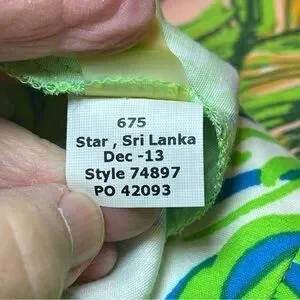 675
Star , Sri Lanka
Dec -13
Style 74897
PO 42093